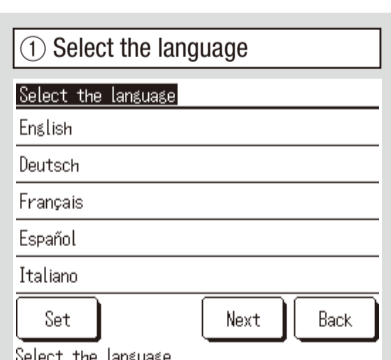 ① Select the language
Select the language
English
Deutsch
Français
Español
Italiano
Set Next Back
Select the language